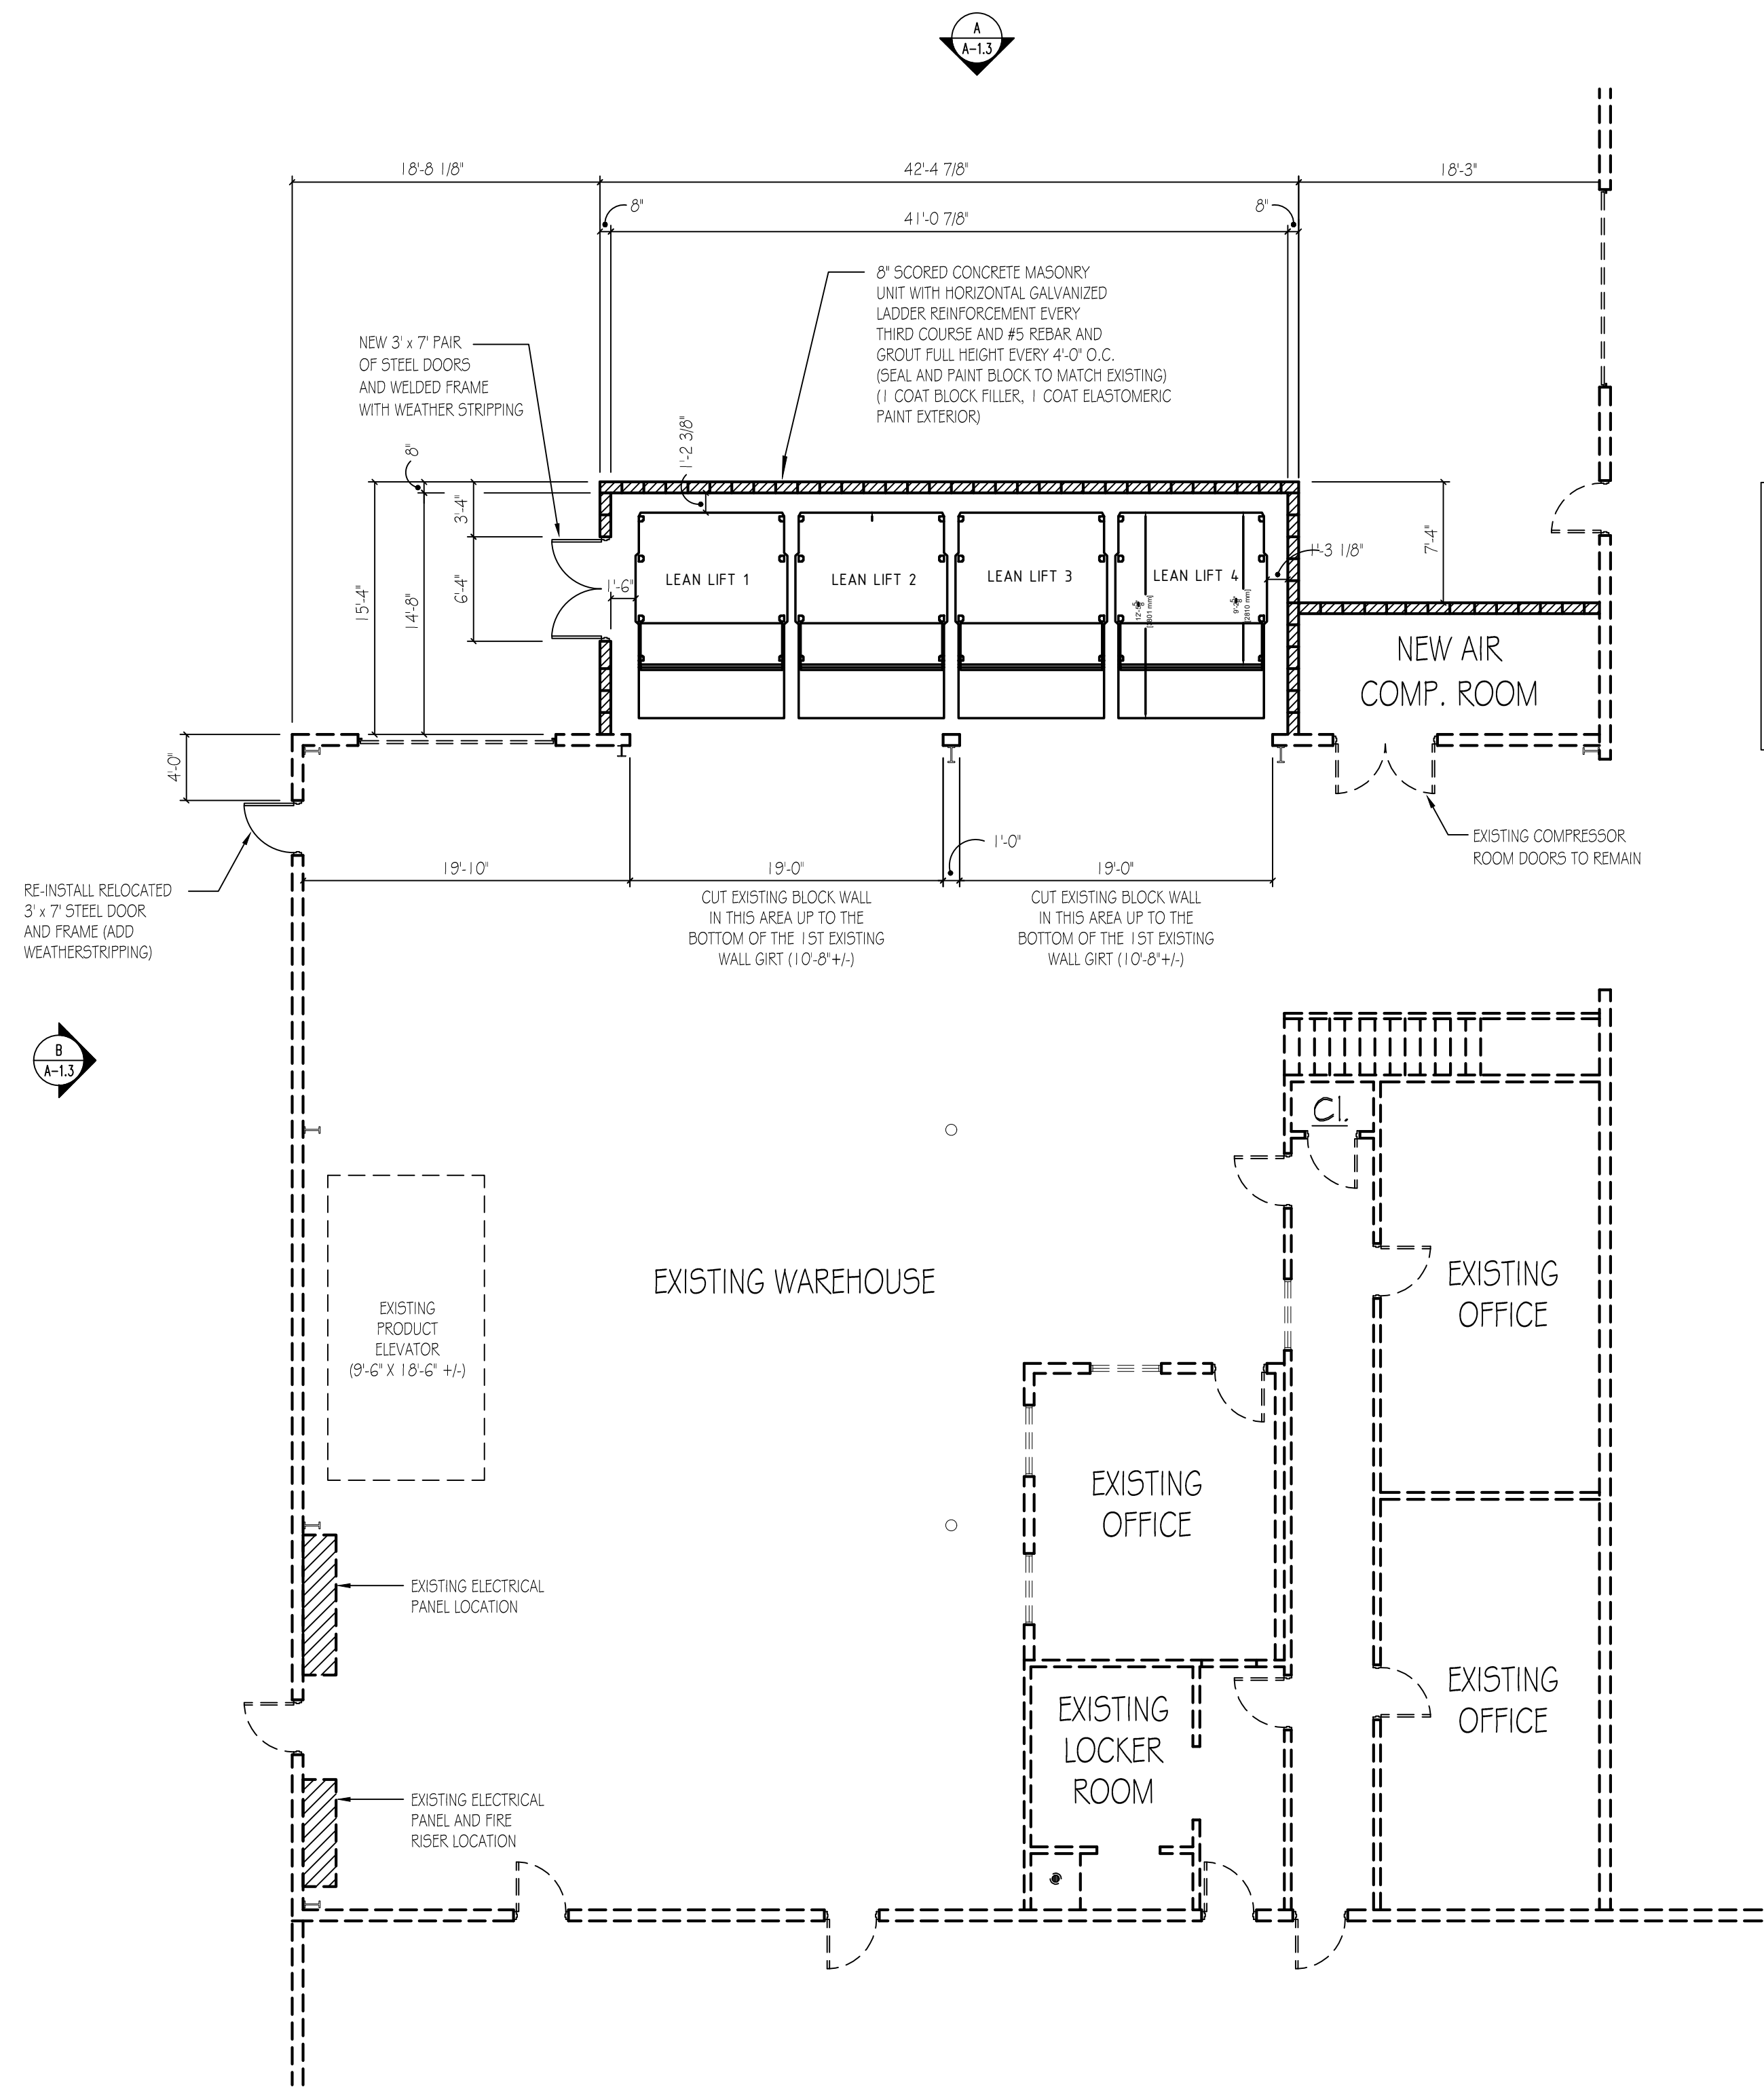 A
A-1.3
18'-8 1/8"
42'-4 7/8"
18'-3"
8"
41'-0 7/8"
8"
8" SCORED CONCRETE MASONRY
UNIT WITH HORIZONTAL GALVANIZED
LADDER REINFORCEMENT EVERY
THIRD COURSE AND #5 REBAR AND
GROUT FULL HEIGHT EVERY 4'-0" O.C.
(SEAL AND PAINT BLOCK TO MATCH EXISTING)
(1 COAT BLOCK FILLER, 1 COAT ELASTOMERIC
PAINT EXTERIOR)
NEW 3' x 7' PAIR
OF STEEL DOORS
AND WELDED FRAME
WITH WEATHER STRIPPING
8"
1'-2 3/8"
3'-4"
15'-4"
14'-8"
6'-4"
1'-6"
LEAN LIFT 1
LEAN LIFT 2
LEAN LIFT 3
LEAN LIFT 4
1'-3 1/8"
7'-4"
NEW AIR
COMP. ROOM
4'-0"
EXISTING COMPRESSOR
ROOM DOORS TO REMAIN
1'-0"
19'-10"
19'-0"
19'-0"
RE-INSTALL RELOCATED
3' x 7' STEEL DOOR
AND FRAME (ADD
WEATHERSTRIPPING)
CUT EXISTING BLOCK WALL
IN THIS AREA UP TO THE
BOTTOM OF THE 1ST EXISTING
WALL GIRT (10'-8"+/-)
CUT EXISTING BLOCK WALL
IN THIS AREA UP TO THE
BOTTOM OF THE 1ST EXISTING
WALL GIRT (10'-8"+/-)
B
A-1.3
Cl.
EXISTING WAREHOUSE
EXISTING
OFFICE
EXISTING
PRODUCT
ELEVATOR
(9'-6" X 18'-6" +/-)
EXISTING
OFFICE
EXISTING ELECTRICAL
PANEL LOCATION
EXISTING
OFFICE
EXISTING
LOCKER
ROOM
EXISTING ELECTRICAL
PANEL AND FIRE
RISER LOCATION